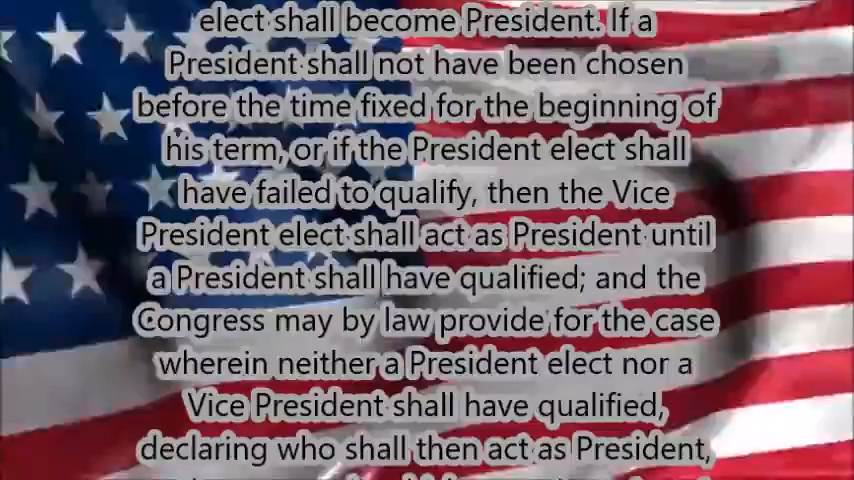 elect shall become President. If a
President shall not have been chosen
before the time fixed for the beginning of
his term, or if the President elect shall
have failed to qualify, then the Vice
President elect shall act as President until
a President shall have qualified; and the
Congress may by law provide for the case
wherein neither a President elect nor a
Vice President shall have qualified,
declaring who shall then act as President,